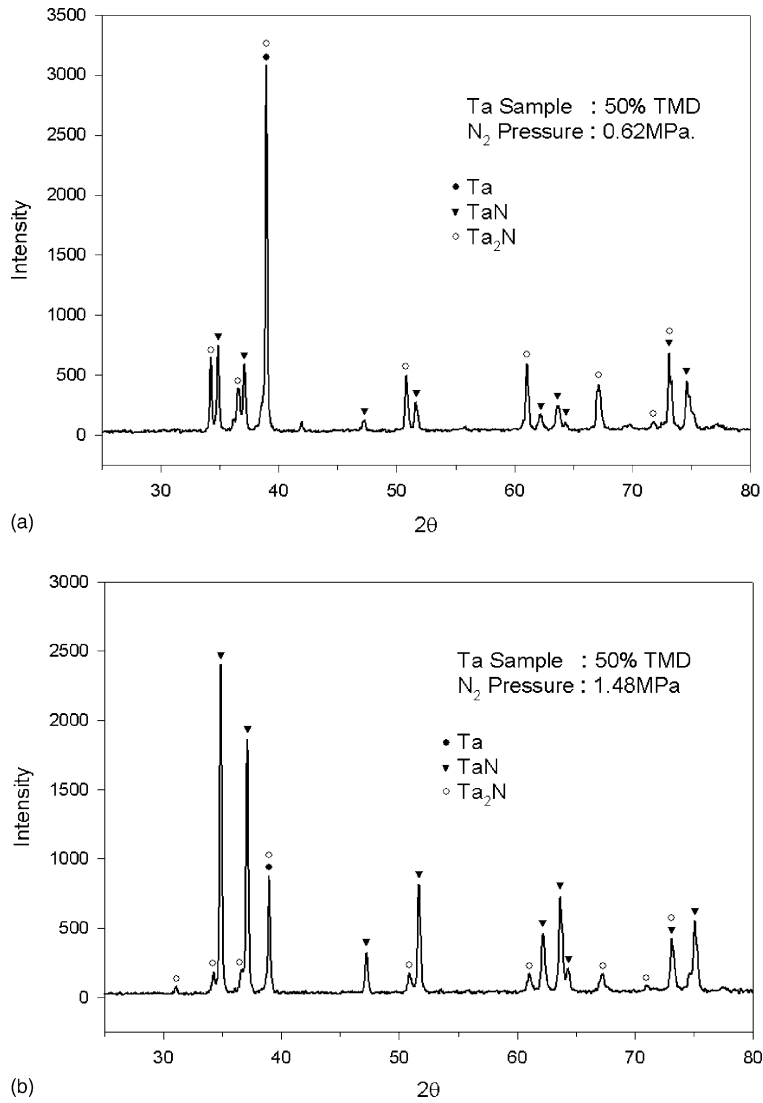 3500
3000
2500
2000
1500
1000
500
0
Intensity
Ta Sample : 50% TMD
N₂ Pressure : 0.62MPa.
Ta
TaN
Ta₂N
30 40 50 60 70 80
2θ
(a)
3000
2500
2000
1500
1000
500
0
Intensity
Ta Sample : 50% TMD
N₂ Pressure : 1.48MPa
Ta
TaN
Ta₂N
30 40 50 60 70 80
2θ
(b)